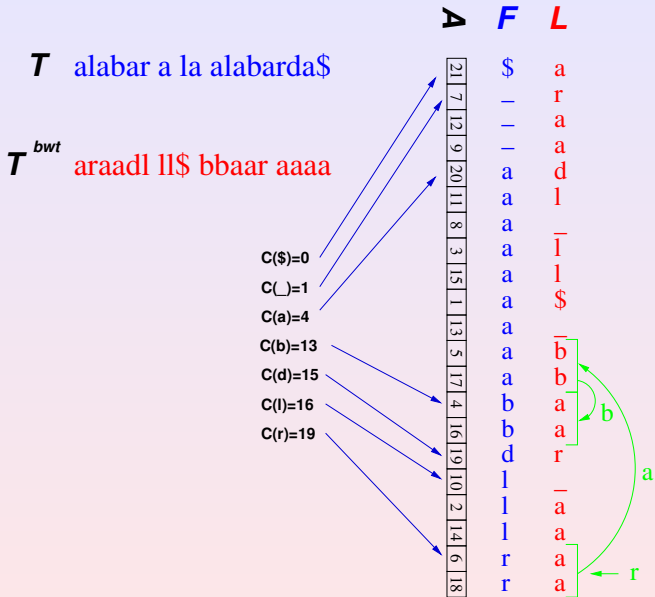 A F L
T alabar a la alabarda$
T bwt araadl ll$ bbaar aaaa
C($)=0
C(_)=1
C(a)=4
C(b)=13
C(d)=15
C(l)=16
C(r)=19
21 $ a
7 _ r
12 _ a
9 _ a
20 a d
11 a l
8 a _
3 a l
15 a l
1 a $
13 a _
5 a b
17 a b
4 b a
b
16 b a
19 d r
10 l _
a
2 l a
14 l a
6 r a
r
18 r a